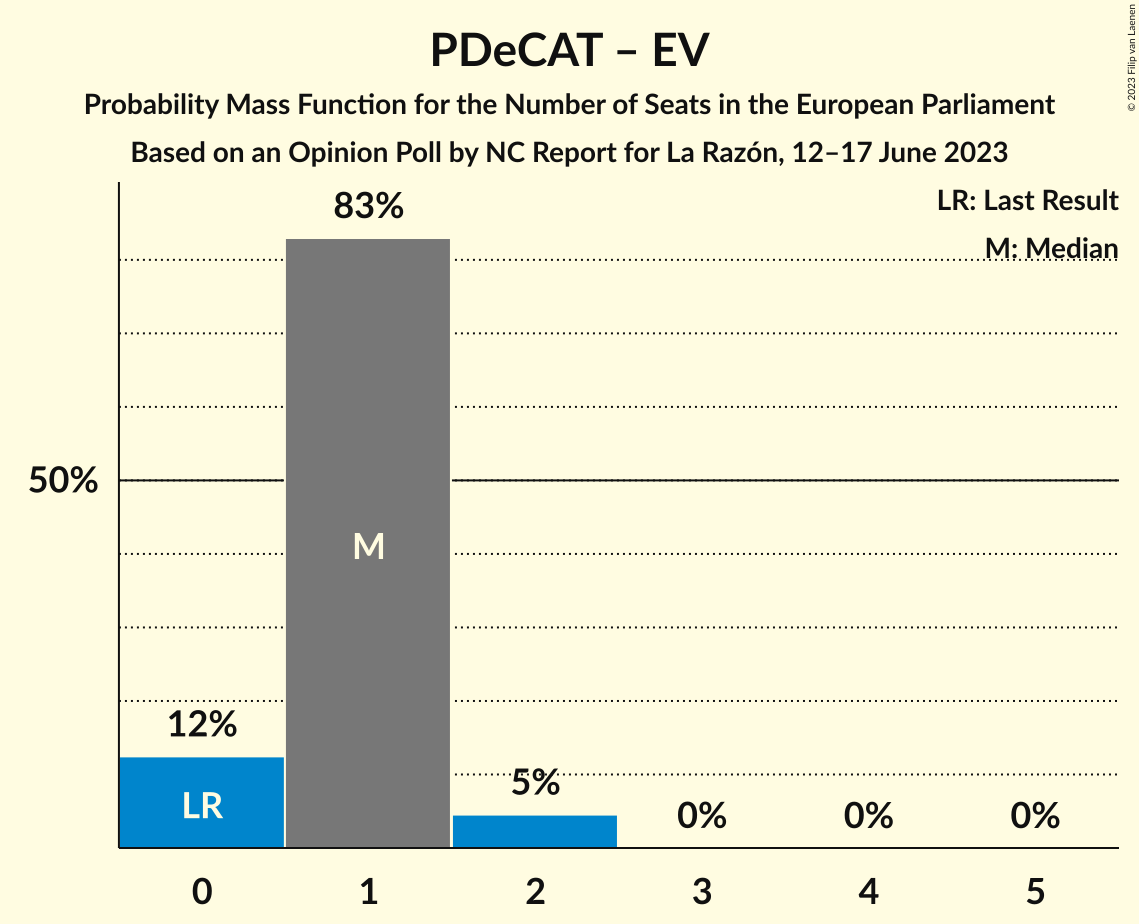 PDeCAT – EV
Probability Mass Function for the Number of Seats in the European Parliament
Based on an Opinion Poll by NC Report for La Razón, 12–17 June 2023
© 2023 Filip van Laenen
LR: Last Result
M: Median
83%
50%
M
12%
LR
5%
0%
0%
0%
0
1
2
3
4
5